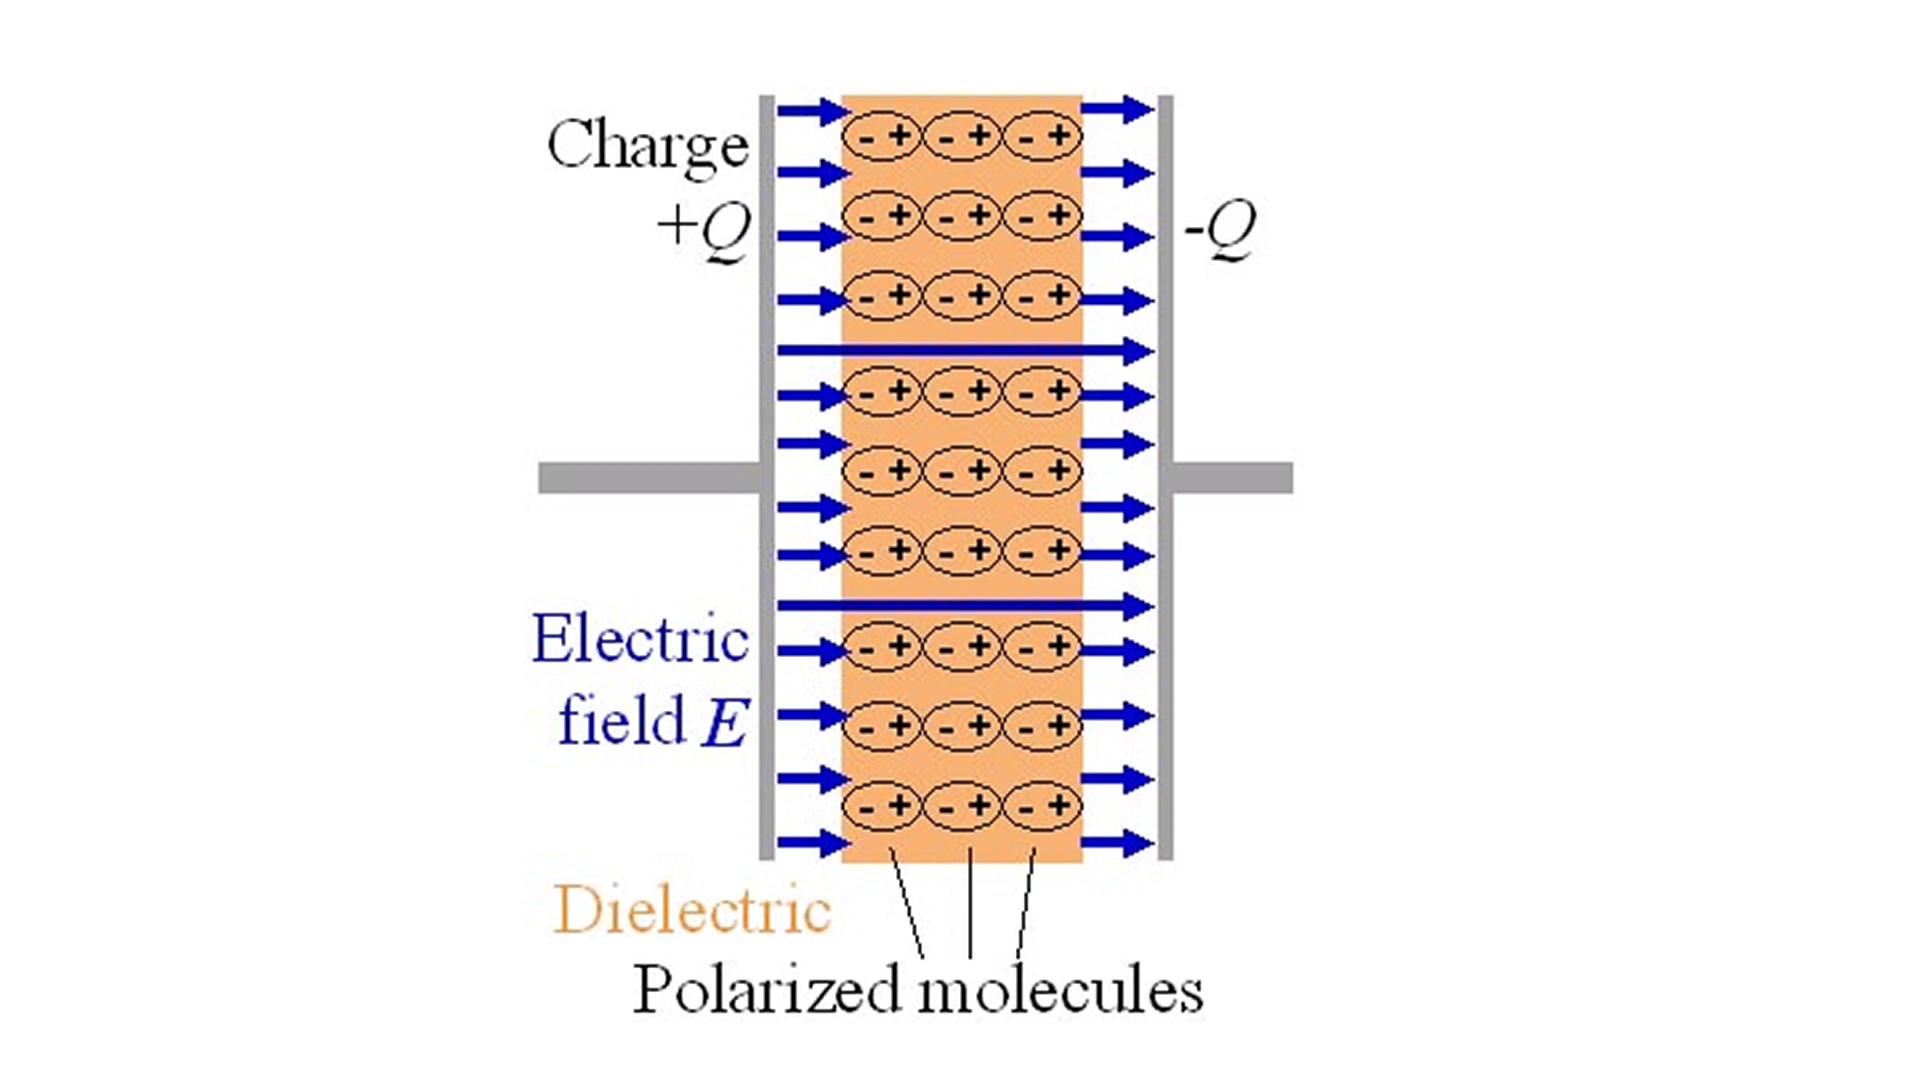 Charge
+Q
-Q
- + - + - +
- + - + - +
- + - + - +
- + - + - +
- + - + - +
- + - + - +
Electric
field E
- + - + - +
- + - + - +
- + - + - +
Dielectric
Polarized molecules